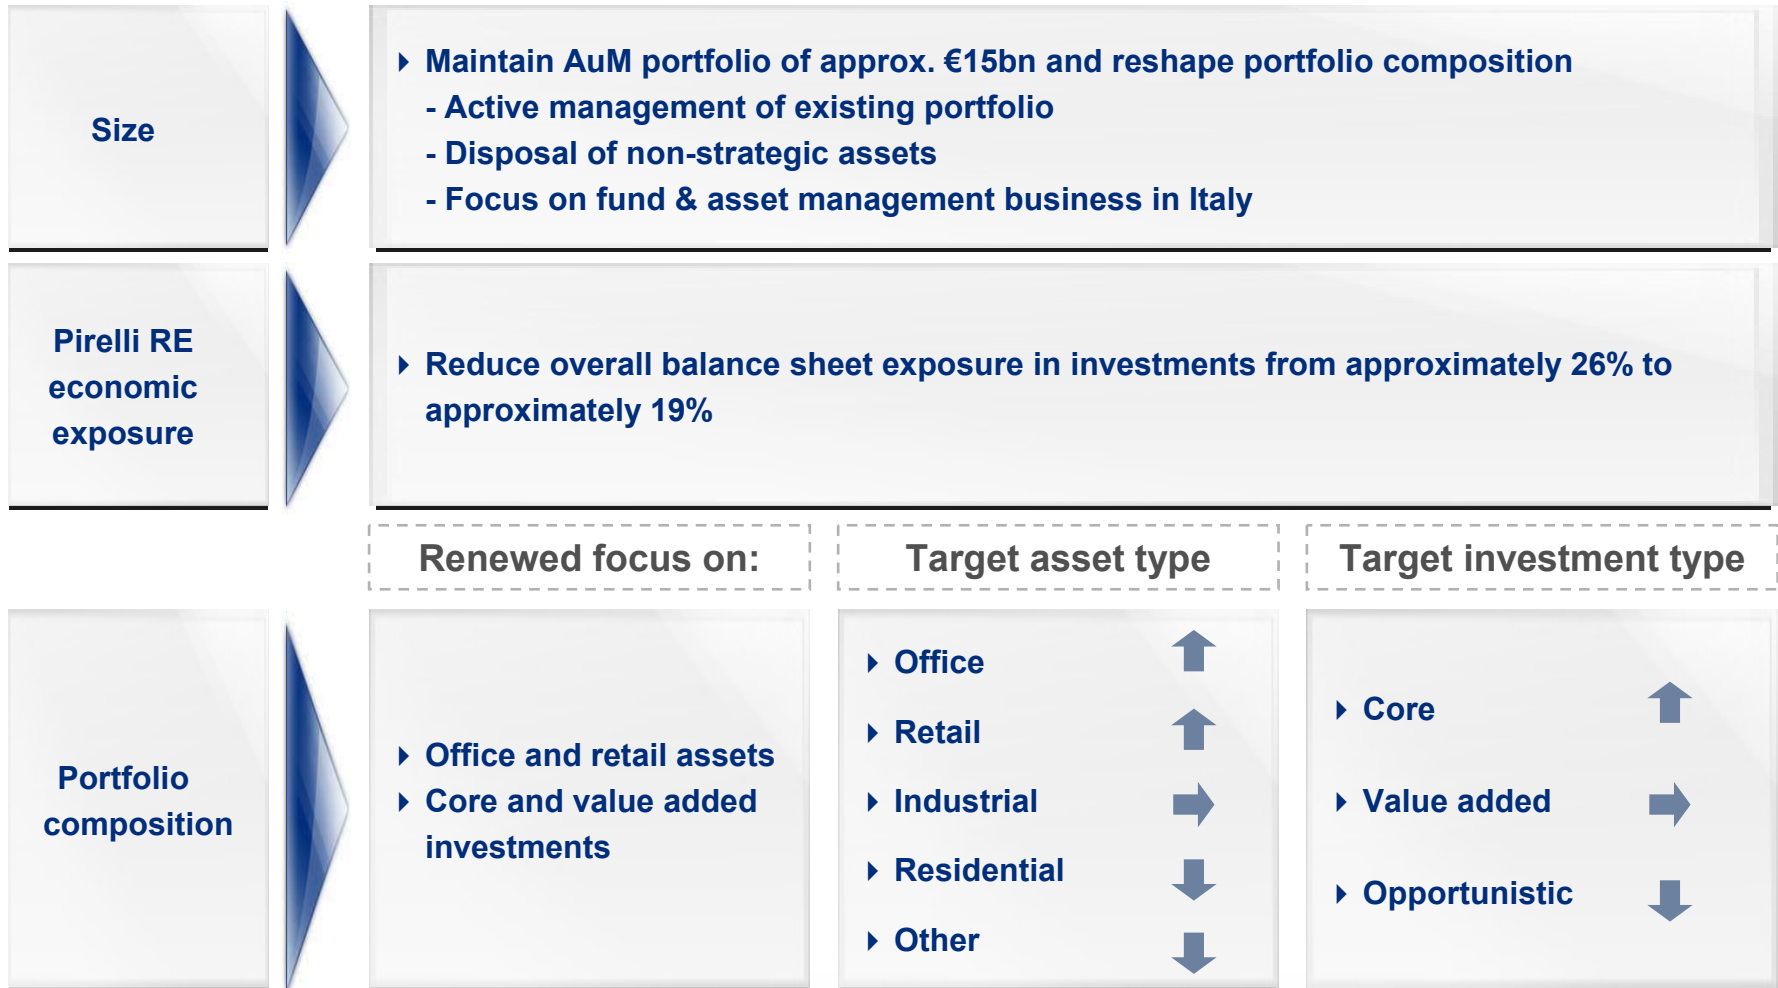 Size
Maintain AuM portfolio of approx. €15bn and reshape portfolio composition
- Active management of existing portfolio
- Disposal of non-strategic assets
- Focus on fund & asset management business in Italy
Pirelli RE
economic
exposure
Reduce overall balance sheet exposure in investments from approximately 26% to
approximately 19%
Renewed focus on:
Target asset type
Target investment type
Portfolio
composition
Office and retail assets
Core and value added
investments
Office
Retail
Industrial
Residential
Other
Core
Value added
Opportunistic